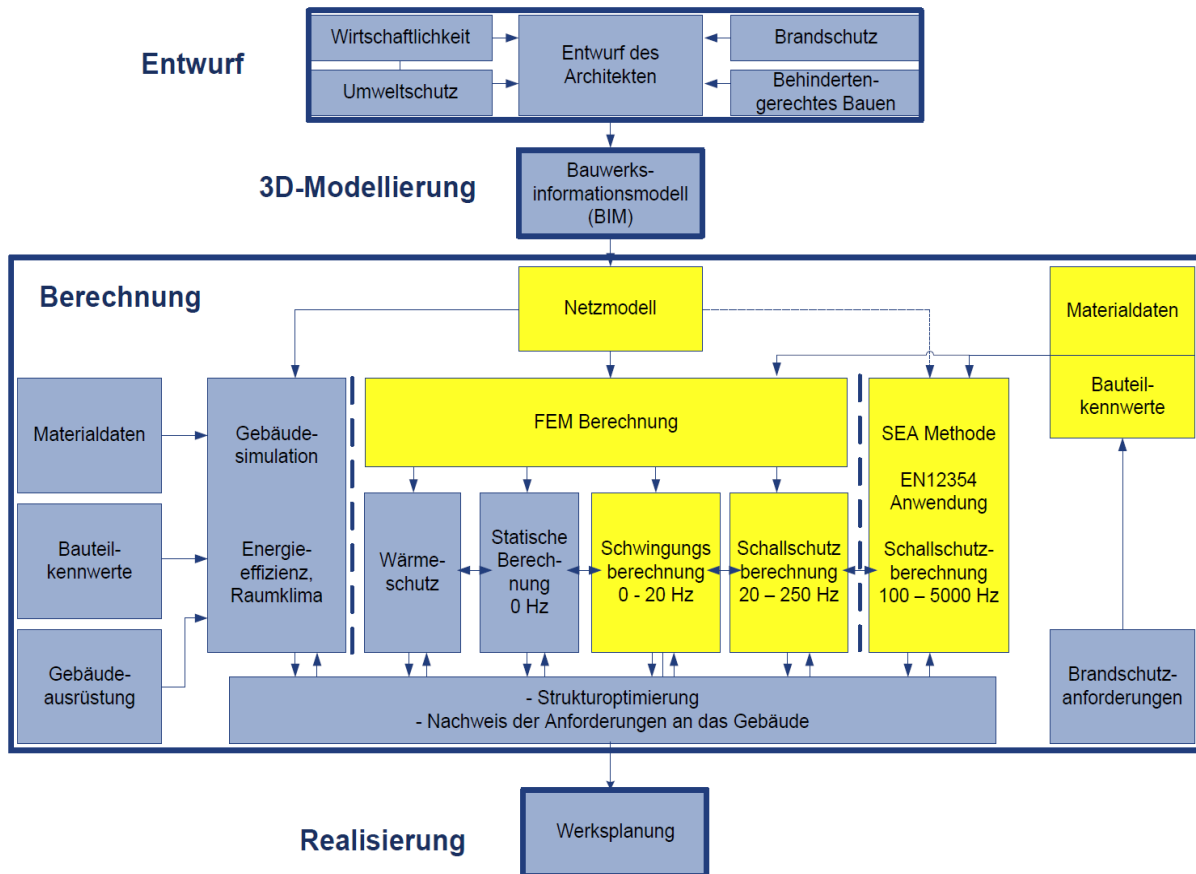 Entwurf
Wirtschaftlichkeit
Umweltschutz
Entwurf des
Architekten
Brandschutz
Behinderten-
gerechtes Bauen
3D-Modellierung
Bauwerks-
informationsmodell
(BIM)
Berechnung
Netzmodell
Materialdaten
Bauteil-
kennwerte
Materialdaten
Bauteil-
kennwerte
Gebäude-
ausrüstung
Gebäude-
simulation
Energie-
effizienz,
Raumklima
FEM Berechnung
Wärme-
schutz
Statische
Berech-
nung
0 Hz
Schwingungs
berechnung
0 - 20 Hz
Schallschutz
berechnung
20 – 250 Hz
SEA Methode
EN12354
Anwendung
Schallschutz-
berechnung
100 – 5000 Hz
Brandschutz-
anforderungen
- Strukturoptimierung
- Nachweis der Anforderungen an das Gebäude
Realisierung
Werksplanung